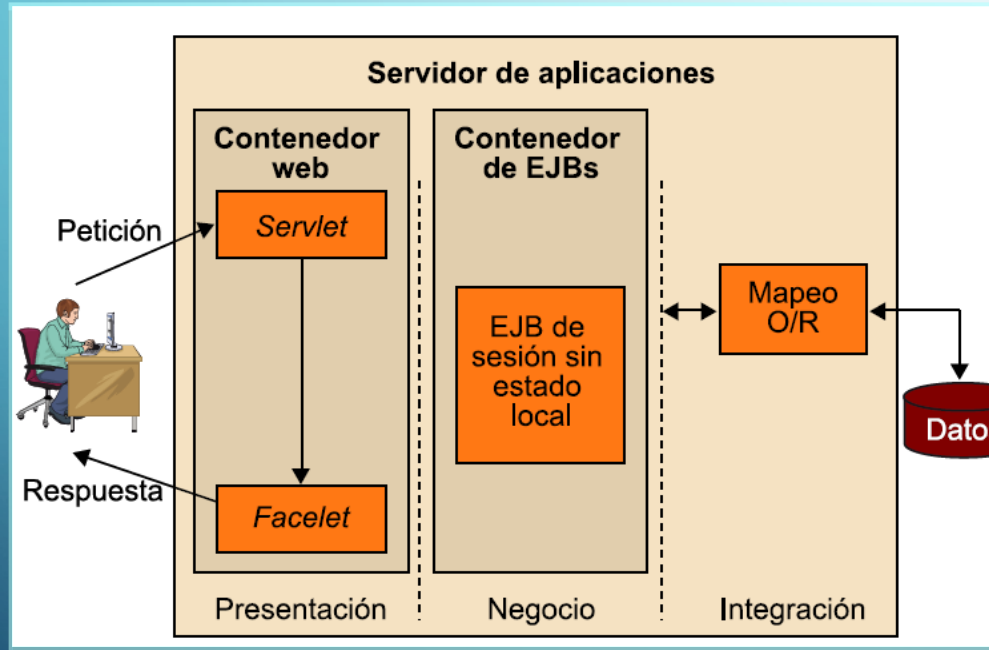 Servidor de aplicaciones
Contenedor
web
Contenedor
de EJBs
Petición
Servlet
EJB de
sesión sin
estado
local
Mapeo
O/R
Dato
Respuesta
Facelet
Presentación
Negocio
Integración